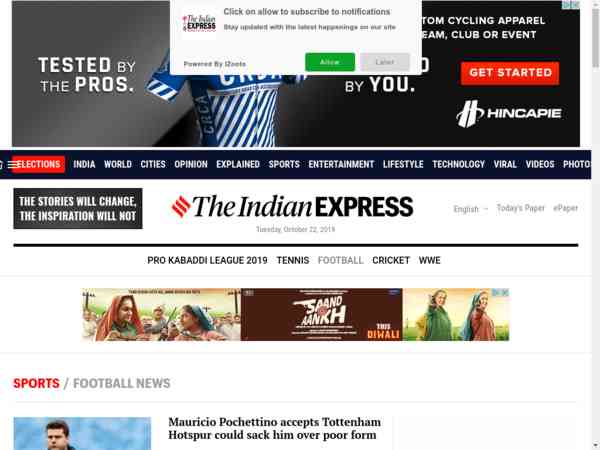 Click on allow to subscribe to notifications
Stay updated with the latest happenings on our site
Powered By iZooto
Allow
Later
The Indian
EXPRESS
TESTED BY
THE PROS.
TOM CYCLING APPAREL
EAM, CLUB OR EVENT
D BY
YOU.
GET STARTED
HINCAPIE
CRCA
ELECTIONS INDIA WORLD CITIES OPINION EXPLAINED SPORTS ENTERTAINMENT LIFESTYLE TECHNOLOGY VIRAL VIDEOS PHOTOS
THE STORIES WILL CHANGE,
THE INSPIRATION WILL NOT
The Indian EXPRESS
Tuesday, October 22, 2019
English Today's Paper ePaper
PRO KABADDI LEAGUE 2019 TENNIS FOOTBALL CRICKET WWE
SAAND
KI
AANKH
THIS
DIWALI
SPORTS / FOOTBALL NEWS
Mauricio Pochettino accepts Tottenham
Hotspur could sack him over poor form